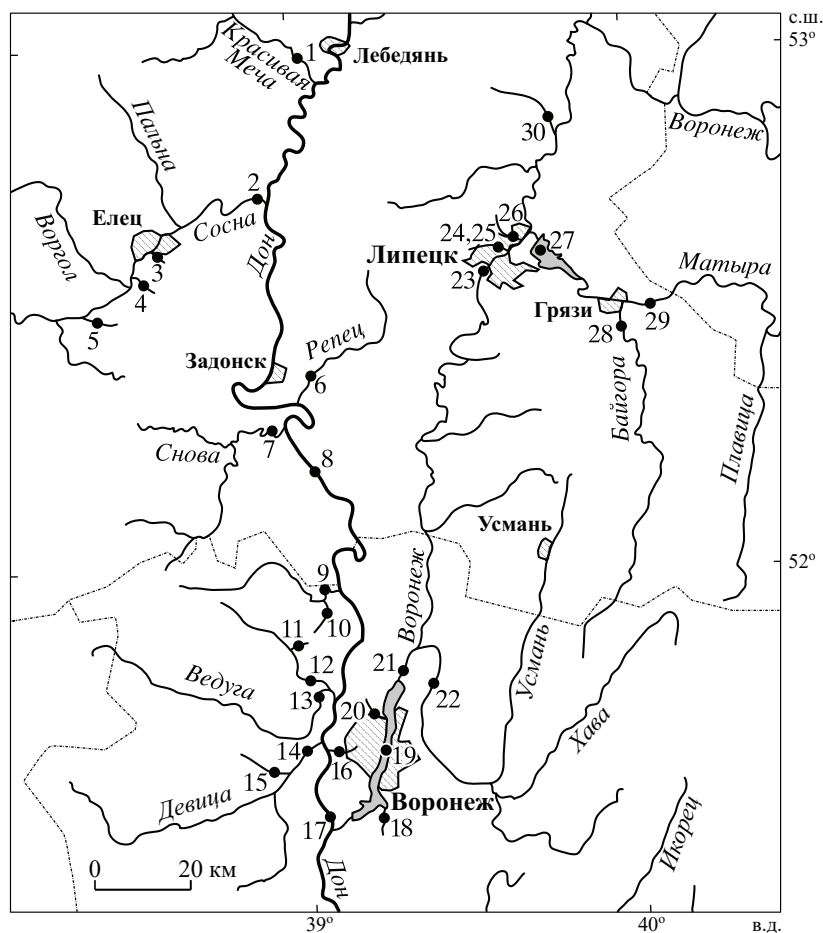 с.ш.
53°
Красивая
Меча
1
Лебедянь
Воронеж
30
Пальна
2
Елец
Сосна
Дон
Воргол
3
4
5
26
24,25
27
Липецк
23
Матыра
Грязи
28
29
Задонск
Репец
6
Байгора
Плавица
7
Снова
8
Усмань
52°
9
10
Воронеж
11
12
13
Ведуга
21
22
Усмань
20
Хава
14
16
19
15
Девица
Воронеж
17
18
Икорец
0
20 км
Дон
39°
40°
в.д.